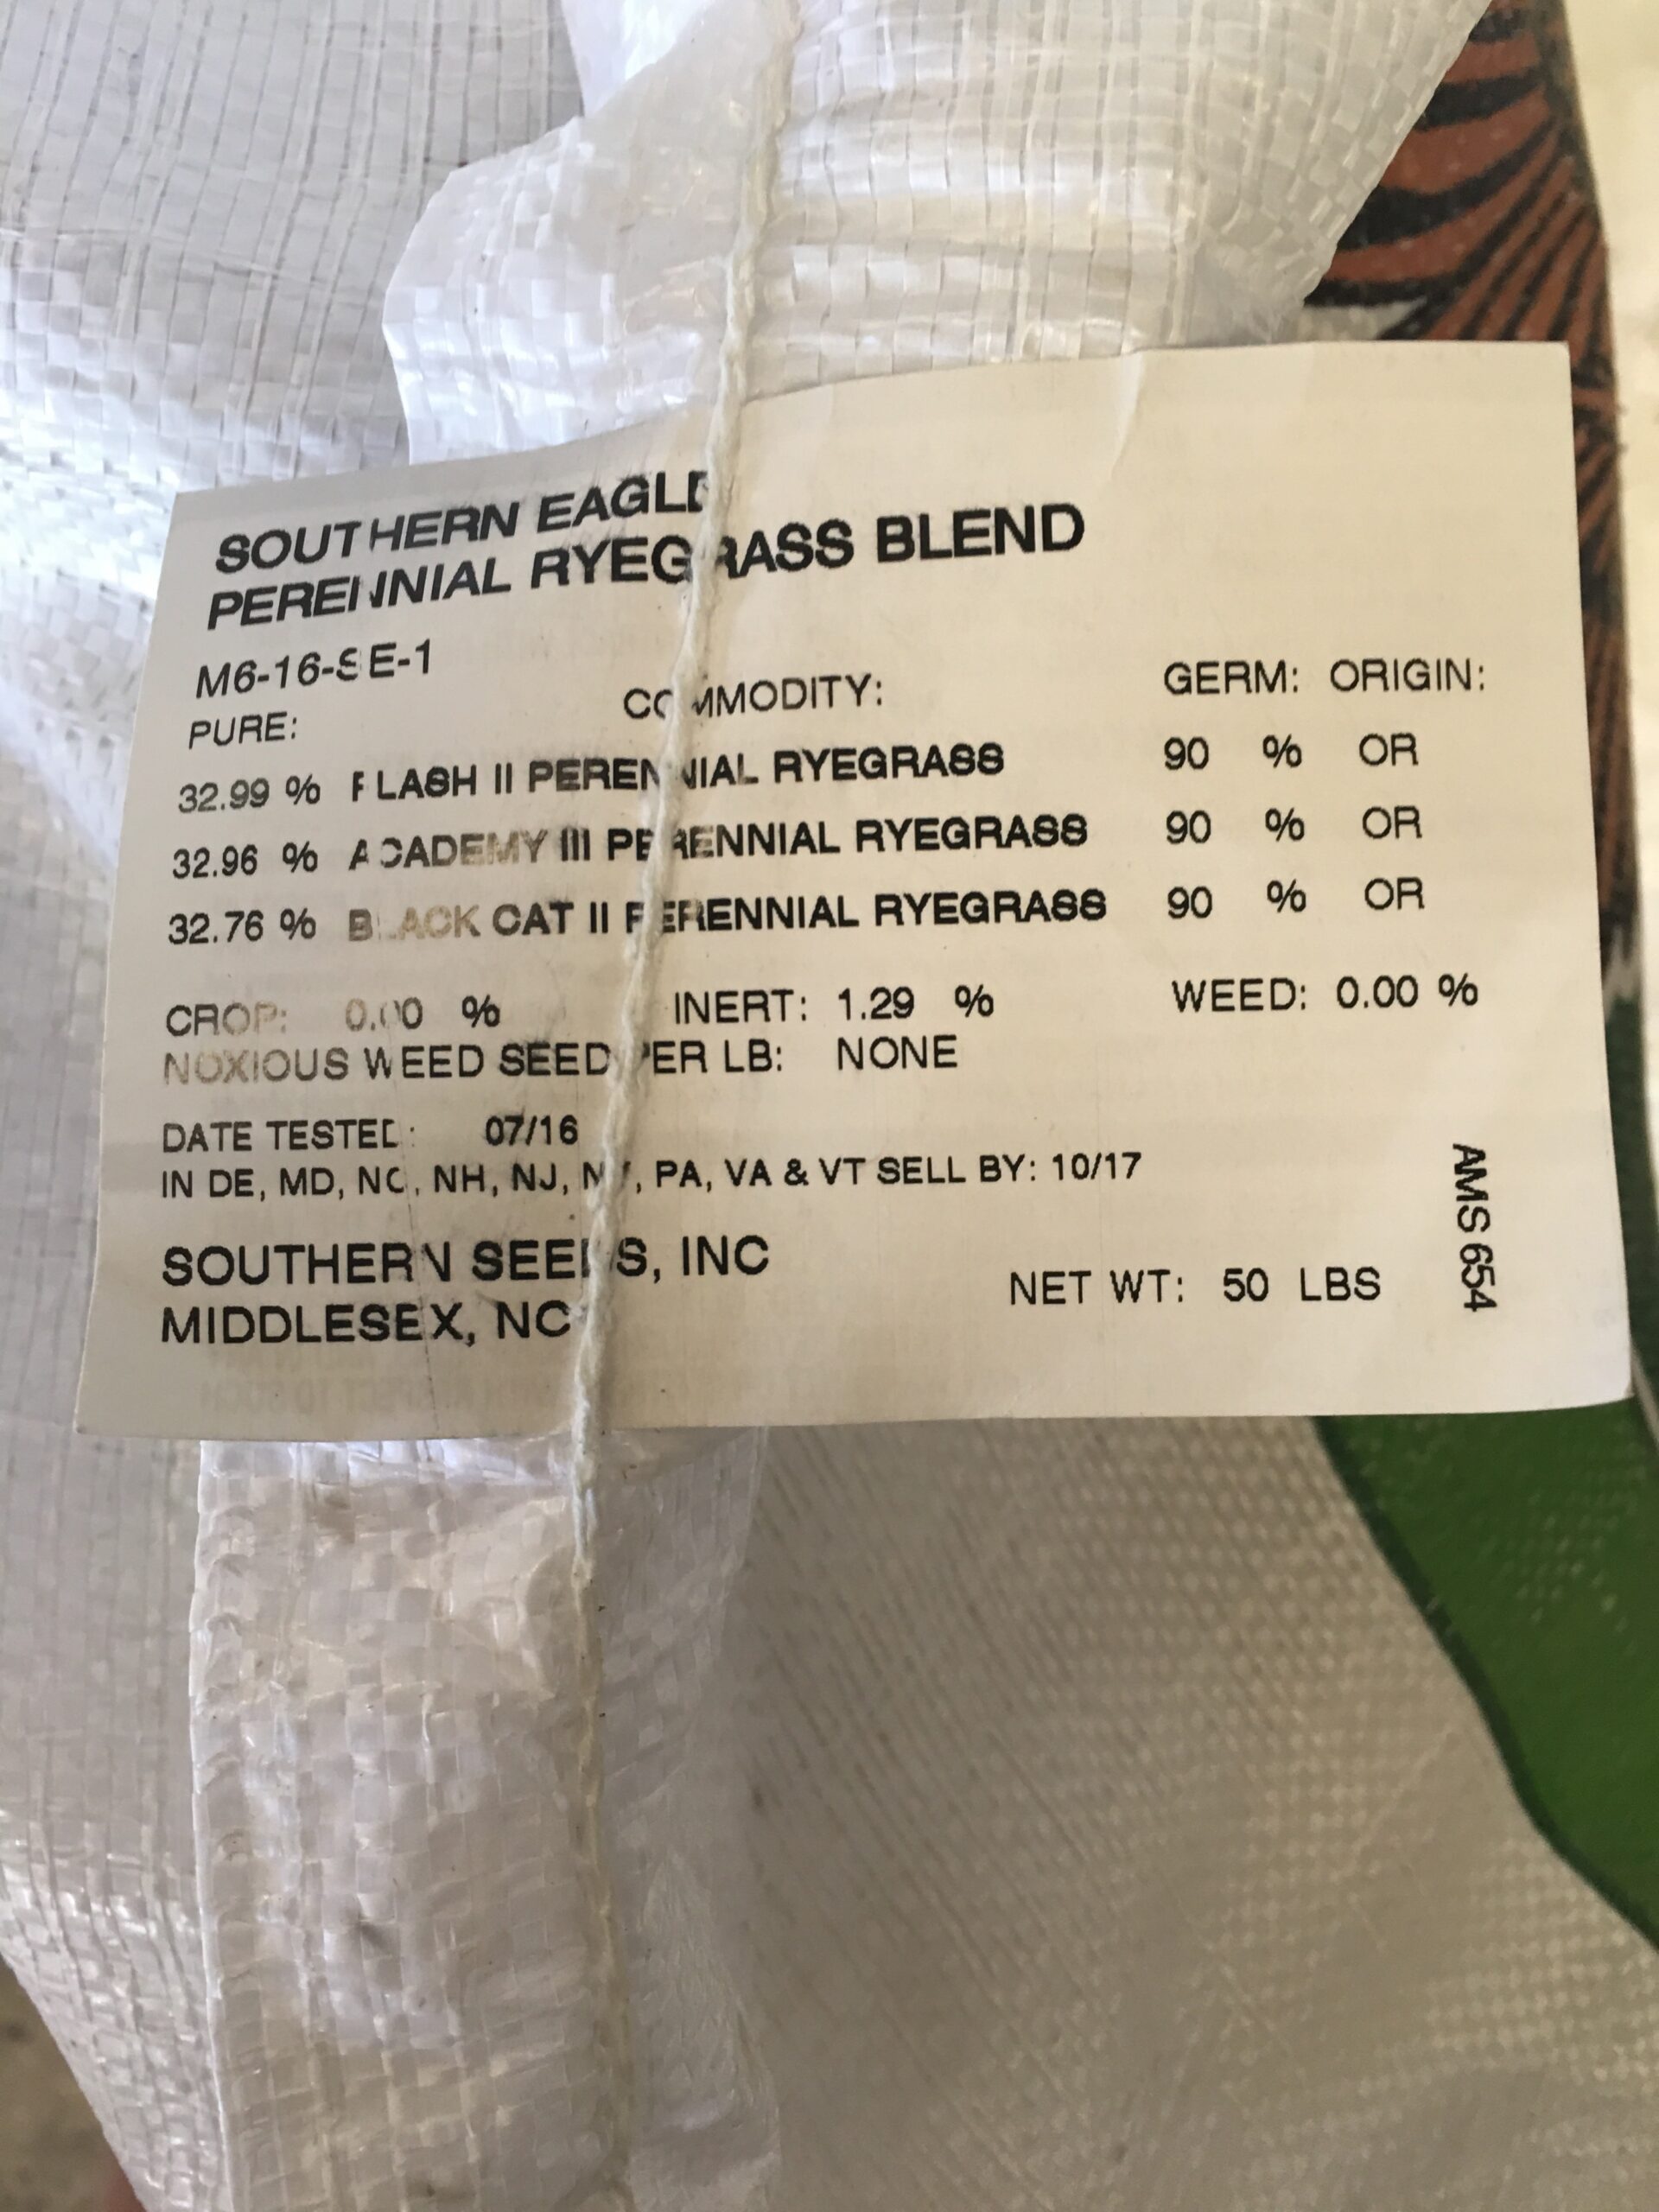 SOUTHERN EAGLE
PERENNIAL RYEGRASS BLEND
M6-16-SE-1
PURE: COMMODITY: GERM: ORIGIN:
32.99 % FLASH II PERENNIAL RYEGRASS 90 % OR
32.96 % ACADEMY III PERENNIAL RYEGRASS 90 % OR
32.76 % BLACK CAT II PERENNIAL RYEGRASS 90 % OR
CROP: 0.00 % INERT: 1.29 % WEED: 0.00 %
NOXIOUS WEED SEED PER LB: NONE
DATE TESTED: 07/16
IN DE, MD, NC, NH, NJ, NY, PA, VA & VT SELL BY: 10/17
SOUTHERN SEEDS, INC
MIDDLESEX, NC
NET WT: 50 LBS
AMS 654